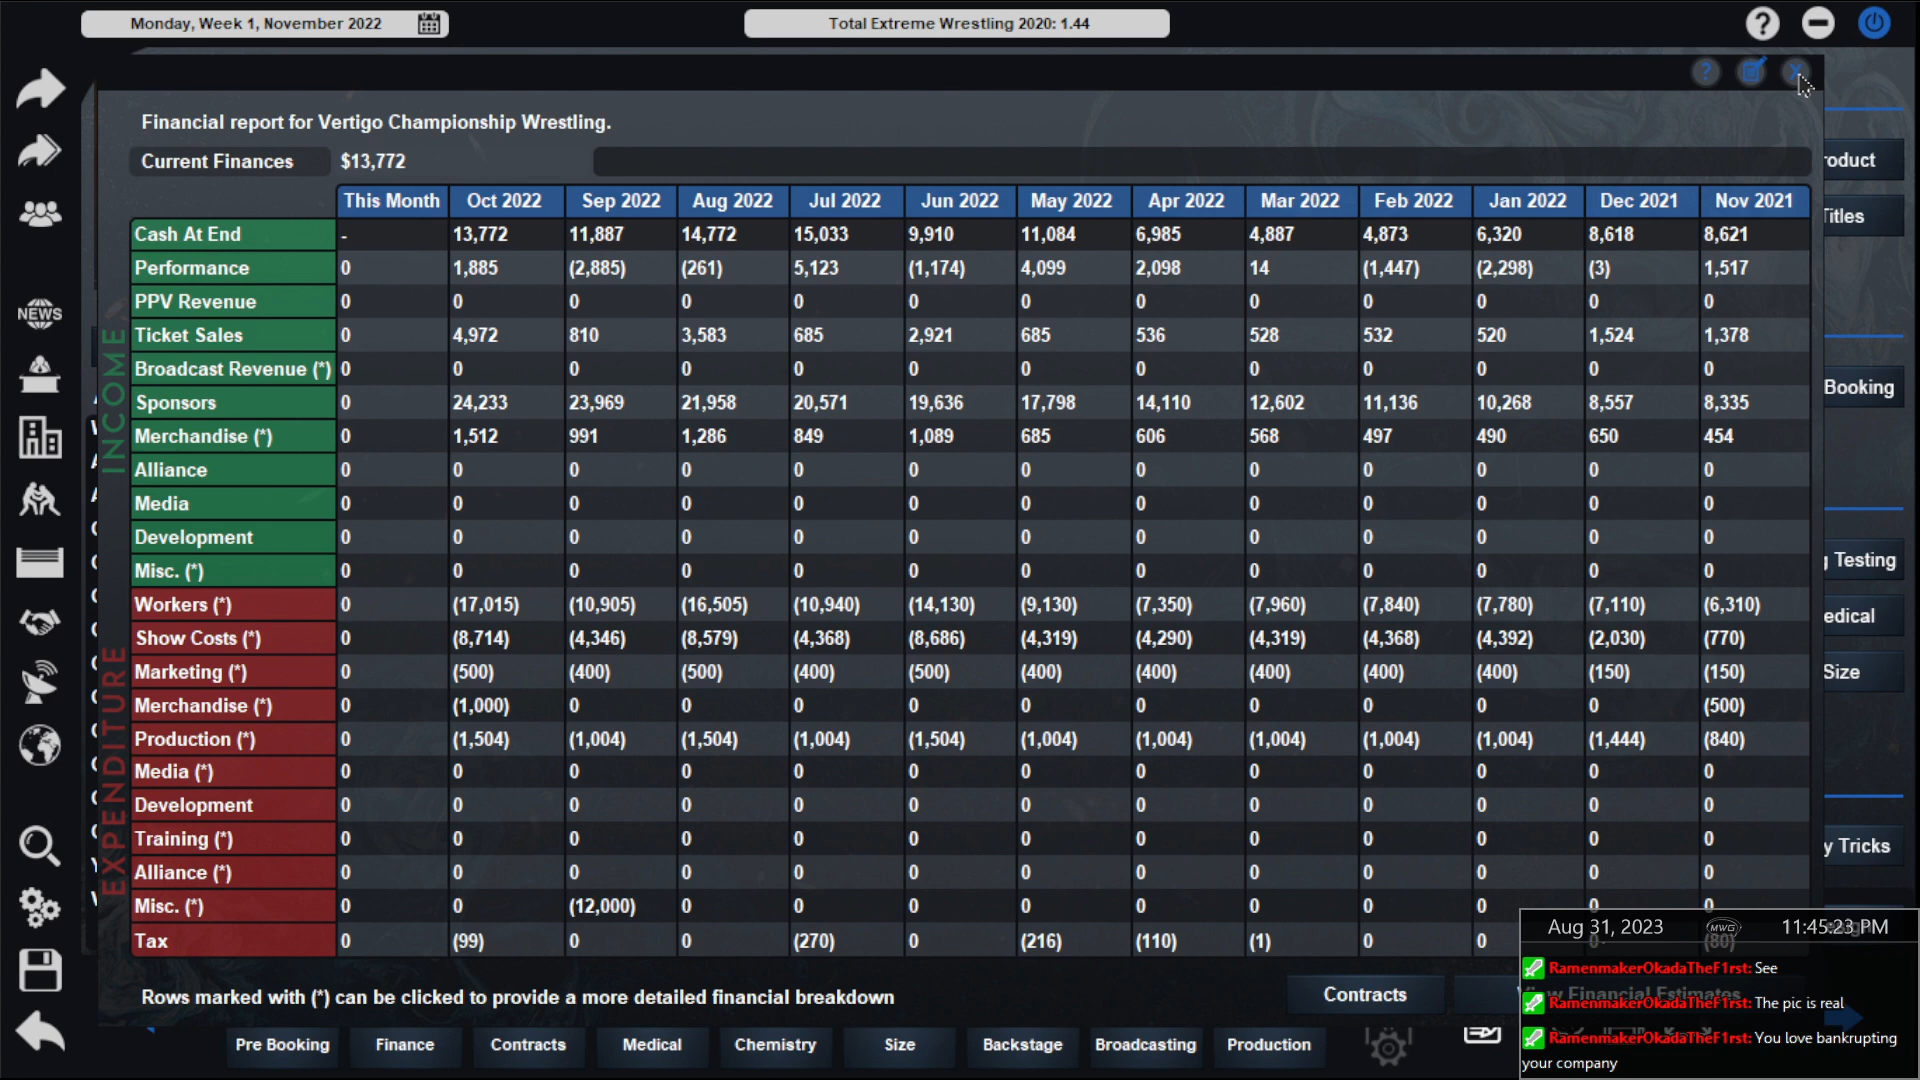 Monday, Week 1, November 2022
Total Extreme Wrestling 2020: 1.44
Financial report for Vertigo Championship Wrestling.
Current Finances $13,772
This Month Oct 2022 Sep 2022 Aug 2022 Jul 2022 Jun 2022 May 2022 Apr 2022 Mar 2022 Feb 2022 Jan 2022 Dec 2021 Nov 2021
Cash At End - 13,772 11,887 14,772 15,033 9,910 11,084 6,985 4,887 4,873 6,320 8,618 8,621
Performance 0 1,885 (2,885) (261) 5,123 (1,174) 4,099 2,098 14 (1,447) (2,298) (3) 1,517
PPV Revenue 0 0 0 0 0 0 0 0 0 0 0 0 0
Ticket Sales 0 4,972 810 3,583 685 2,921 685 536 528 532 520 1,524 1,378
Broadcast Revenue (*) 0 0 0 0 0 0 0 0 0 0 0 0 0
Sponsors 0 24,233 23,969 21,958 20,571 19,636 17,798 14,110 12,602 11,136 10,268 8,557 8,335
Merchandise (*) 0 1,512 991 1,286 849 1,089 685 606 568 497 490 650 454
Alliance 0 0 0 0 0 0 0 0 0 0 0 0 0
Media 0 0 0 0 0 0 0 0 0 0 0 0 0
Development 0 0 0 0 0 0 0 0 0 0 0 0 0
Misc. (*) 0 0 0 0 0 0 0 0 0 0 0 0 0
Workers (*) 0 (17,015) (10,905) (16,505) (10,940) (14,130) (9,130) (7,350) (7,960) (7,840) (7,780) (7,110) (6,310)
Show Costs (*) 0 (8,714) (4,346) (8,579) (4,368) (8,686) (4,319) (4,290) (4,319) (4,368) (4,392) (2,030) (770)
Marketing (*) 0 (500) (400) (500) (400) (500) (400) (400) (400) (400) (400) (150) (150)
Merchandise (*) 0 (1,000) 0 0 0 0 0 0 0 0 0 0 (500)
Production (*) 0 (1,504) (1,004) (1,504) (1,004) (1,504) (1,004) (1,004) (1,004) (1,004) (1,004) (1,444) (840)
Media (*) 0 0 0 0 0 0 0 0 0 0 0 0 0
Development 0 0 0 0 0 0 0 0 0 0 0 0 0
Training (*) 0 0 0 0 0 0 0 0 0 0 0 0 0
Alliance (*) 0 0 0 0 0 0 0 0 0 0 0 0 0
Misc. (*) 0 0 (12,000) 0 0 0 0 0 0 0 0 0 0
Tax 0 (99) 0 0 (270) 0 (216) (110) (1) 0 0 0 (80)
INCOME
EXPENDITURE
Rows marked with (*) can be clicked to provide a more detailed financial breakdown
Contracts
View Financial Estimates
NEWS
roduct
Titles
Booking
g Testing
edical
Size
y Tricks
Pre Booking Finance Contracts Medical Chemistry Size Backstage Broadcasting Production
Aug 31, 2023 MWG 11:45:23 PM
RamenmakerOkadaTheF1rst: See
RamenmakerOkadaTheF1rst: The pic is real
RamenmakerOkadaTheF1rst: You love bankrupting
your company